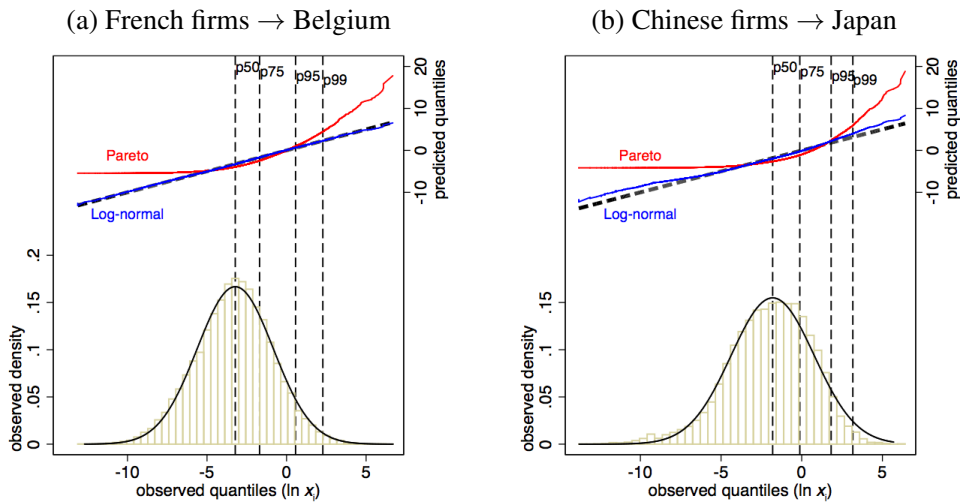 (a) French firms → Belgium
p50
p75
p95
p99
20
10
0
-10
predicted quantiles
Pareto
Log-normal
.2
.15
.1
.05
0
observed density
-10
-5
0
5
observed quantiles (ln xi)
(b) Chinese firms → Japan
p50
p75
p95
p99
20
10
0
-10
predicted quantiles
Pareto
Log-normal
.2
.15
.1
.05
0
observed density
-10
-5
0
5
observed quantiles (ln xi)